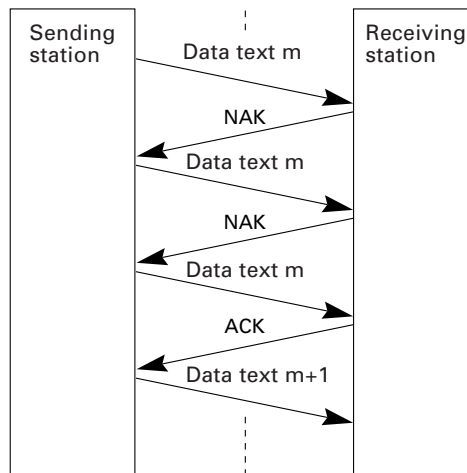 Sending
station
Receiving
station
Data text m
NAK
Data text m
NAK
Data text m
ACK
Data text m+1